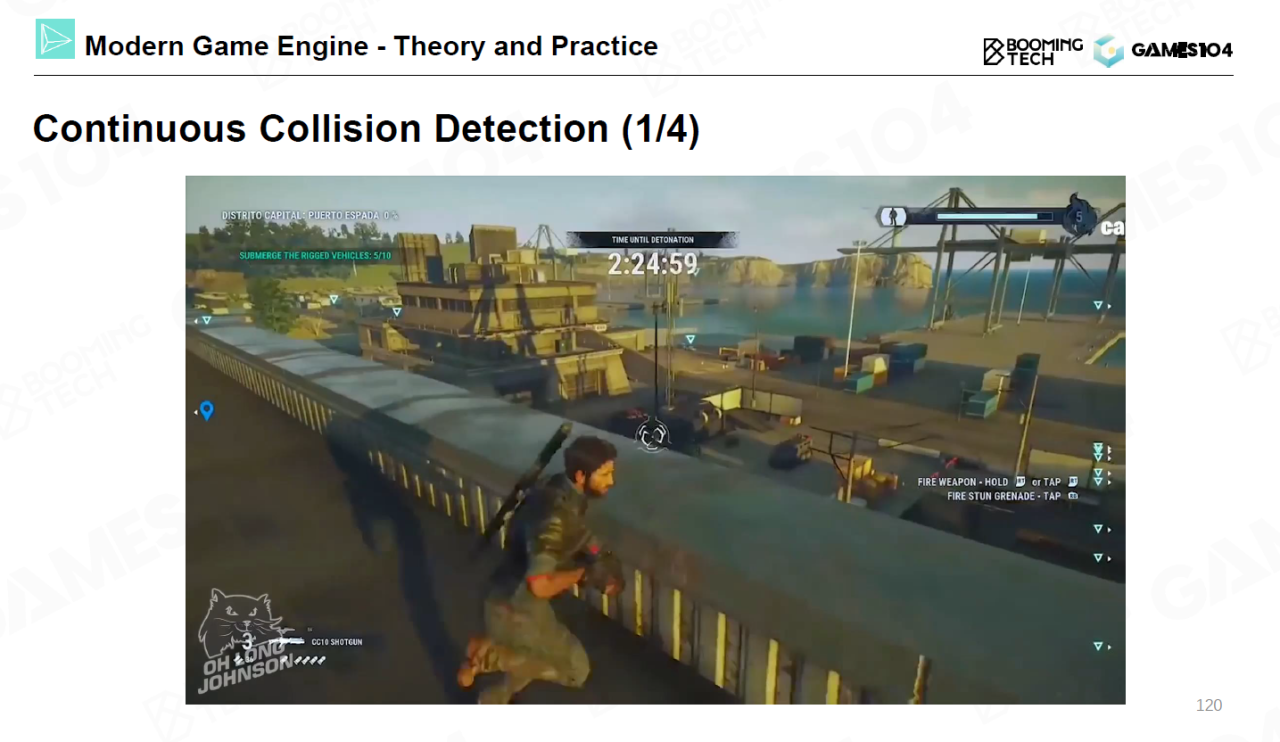 Modern Game Engine - Theory and Practice
BOOMING
TECH
GAMES104
Continuous Collision Detection (1/4)
DISTRITO CAPITAL: PUERTO ESPADA
TIME UNTIL DETONATION
2:24:59
SUBMERGE THE RIGGED VEHICLES: 5/10
5
ca
FIRE WEAPON - HOLD or TAP
FIRE STUN GRENADE - TAP
3
CC10 SHOTGUN
OH LONG
JOHNSON
120